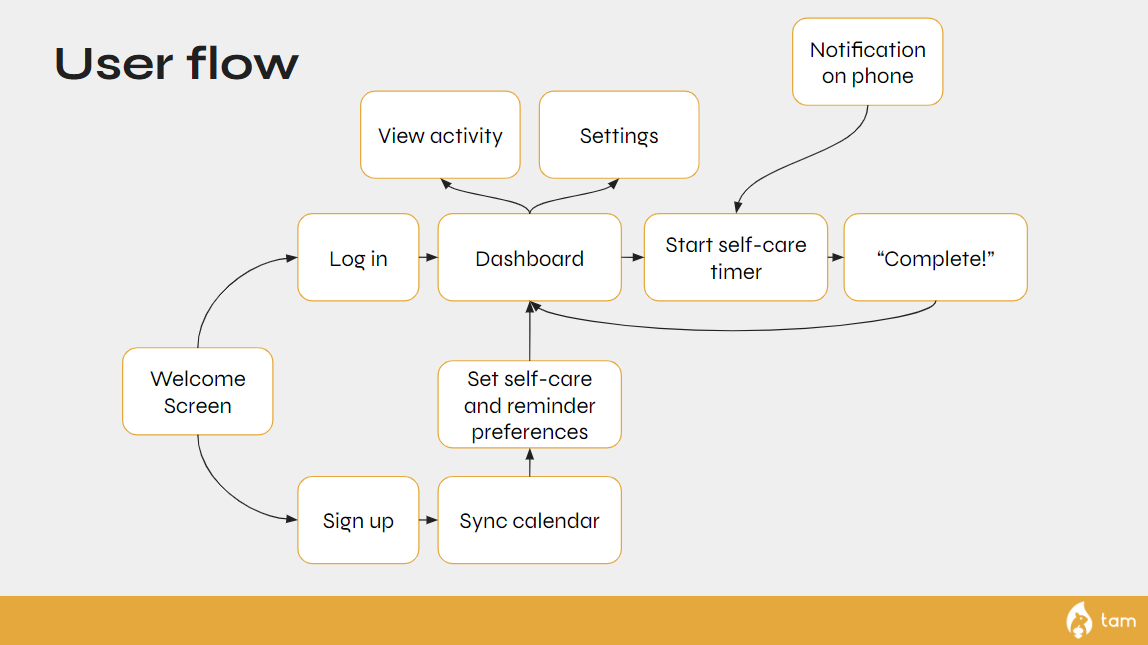 User flow
Notification
on phone
View activity
Settings
Log in
Dashboard
Start self-care
timer
“Complete!”
Welcome
Screen
Set self-care
and reminder
preferences
Sign up
Sync calendar
tam